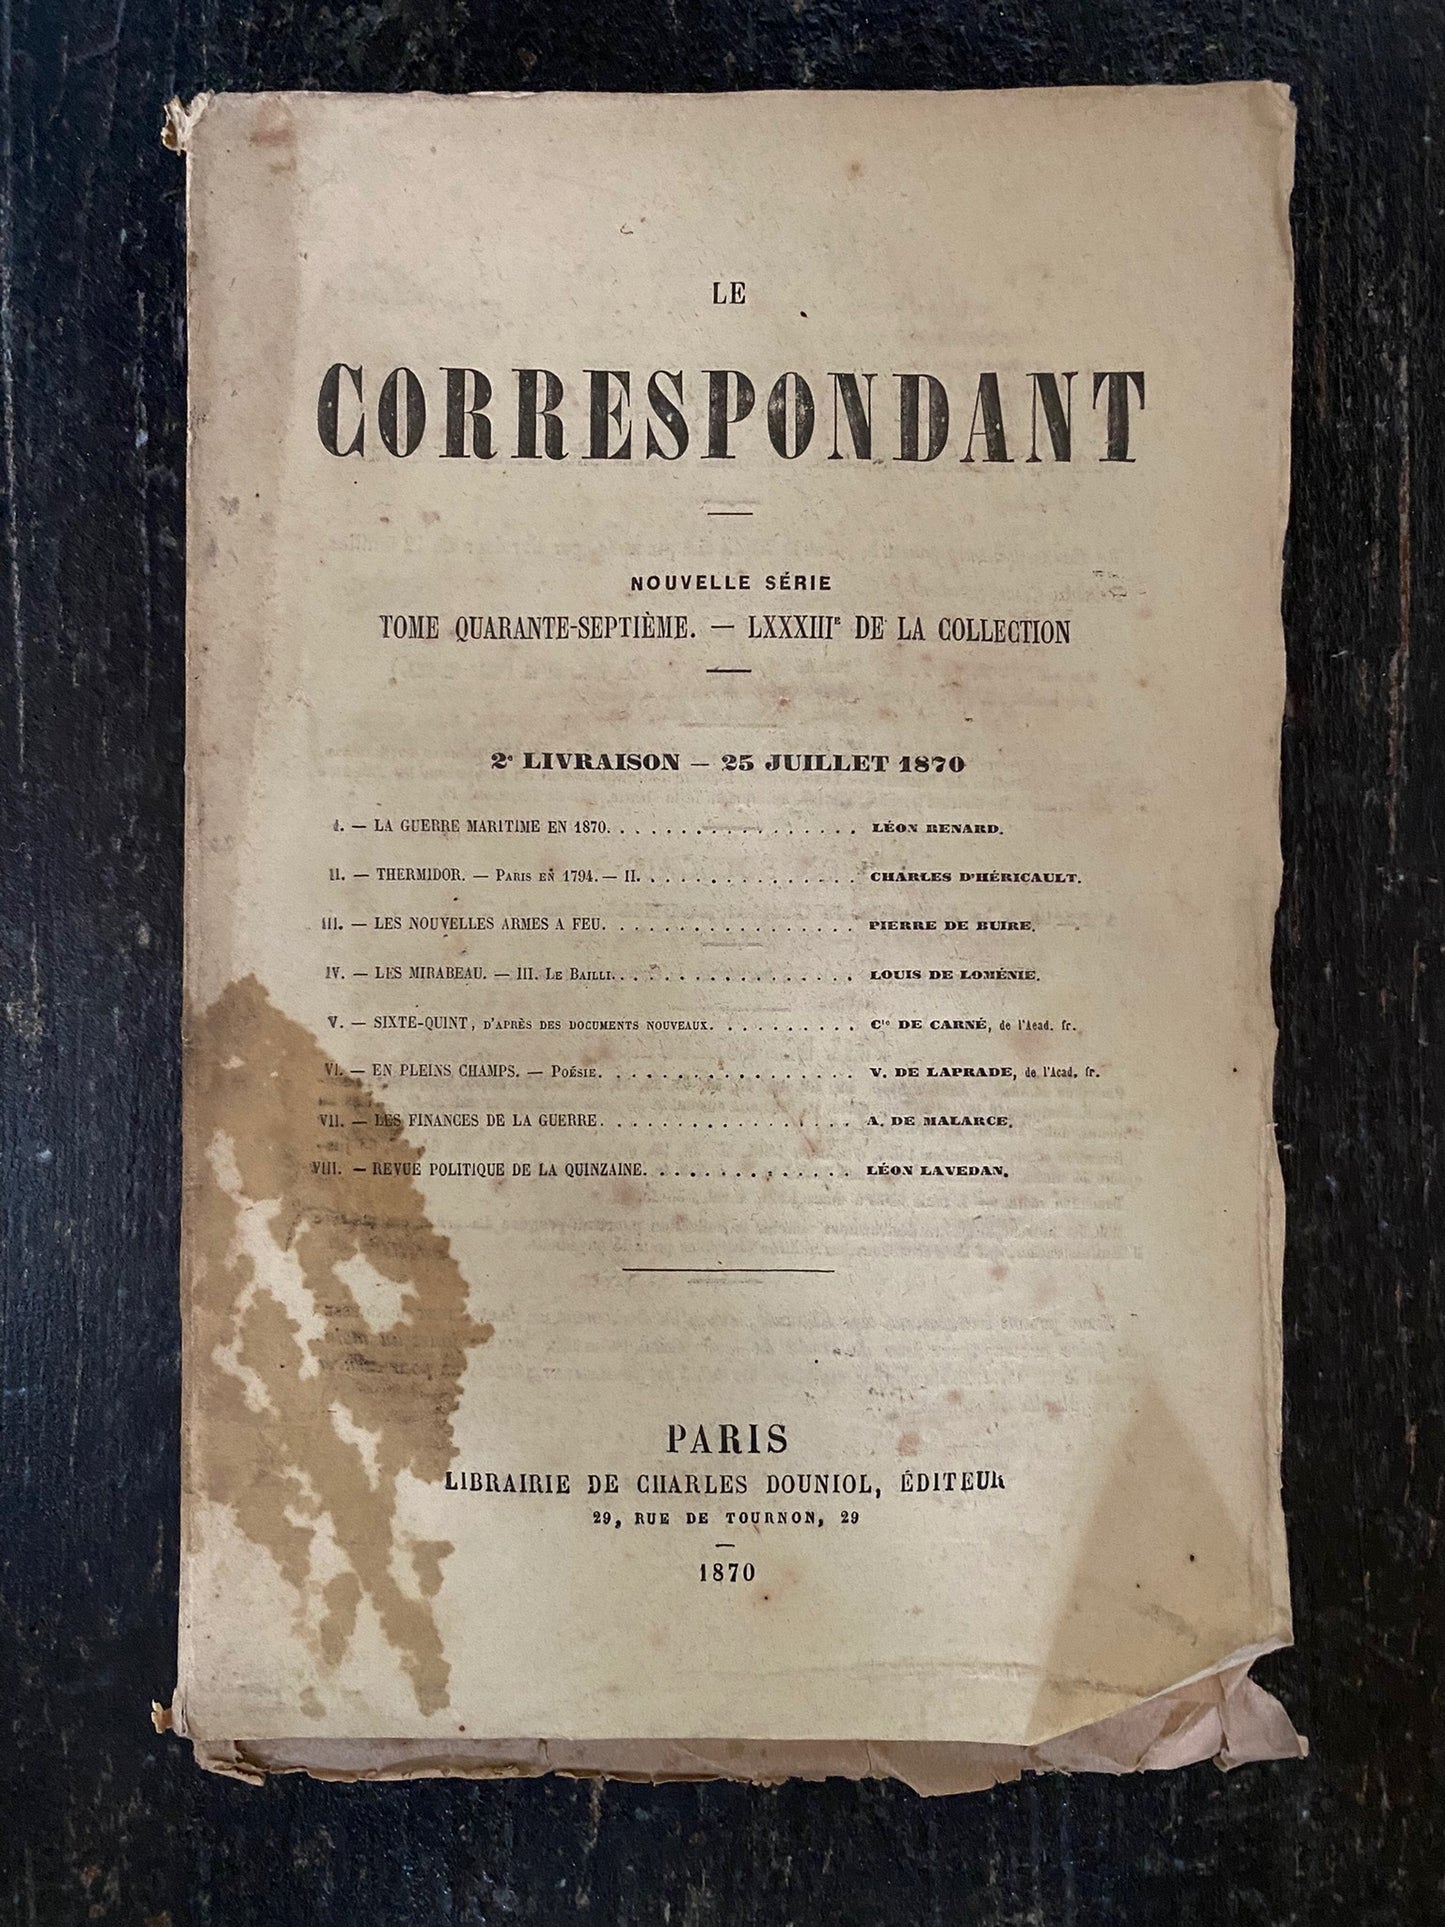 LE
CORRESPONDANT
NOUVELLE SÉRIE
TOME QUARANTE-SEPTIÈME. — LXXXIIIᴱ DE LA COLLECTION
2ᵉ LIVRAISON — 25 JUILLET 1870
I. — LA GUERRE MARITIME EN 1870. . . . . . . . . . . . . . . . . LÉON RENARD.
II. — THERMIDOR. — PARIS EN 1794. — II. . . . . . . . . . . . . . . CHARLES D'HÉRICAULT.
III. — LES NOUVELLES ARMES A FEU. . . . . . . . . . . . . . . . . PIERRE DE BUIRE.
IV. — LES MIRABEAU. — III. LE BAILLI. . . . . . . . . . . . . . . . LOUIS DE LOMÉNIE.
V. — SIXTE-QUINT, D'APRÈS DES DOCUMENTS NOUVEAUX. . . . . . . . . . Cᵗᵉ DE CARNÉ, de l'Acad. fr.
VI. — EN PLEINS CHAMPS. — POÉSIE. . . . . . . . . . . . . . . . . V. DE LAPRADE, de l'Acad. fr.
VII. — LES FINANCES DE LA GUERRE. . . . . . . . . . . . . . . . . A. DE MALARCE.
VIII. — REVUE POLITIQUE DE LA QUINZAINE. . . . . . . . . . . . . . LÉON LAVEDAN.
PARIS
LIBRAIRIE DE CHARLES DOUNIOL, ÉDITEUR
29, RUE DE TOURNON, 29
1870